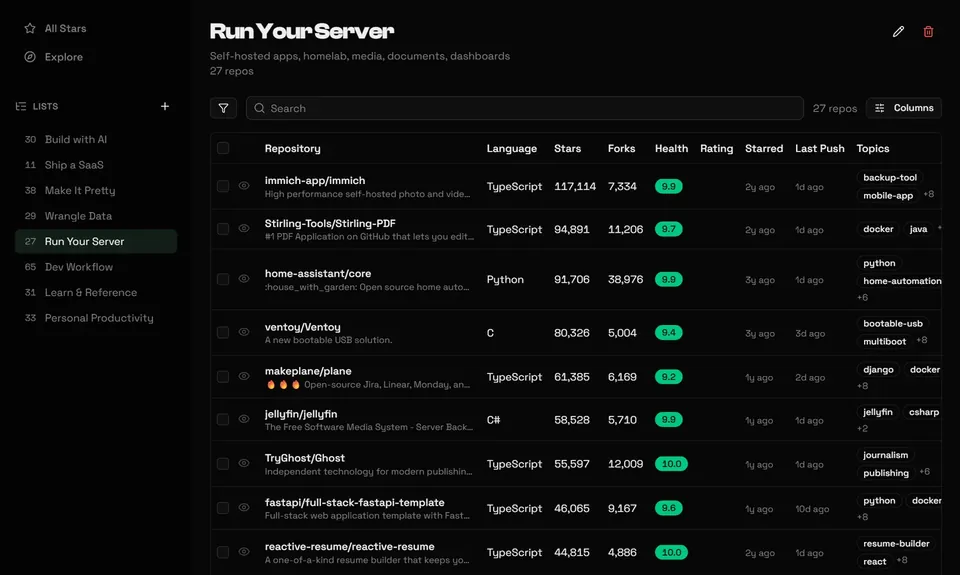 All Stars
Explore
LISTS +
30 Build with AI
11 Ship a SaaS
38 Make It Pretty
29 Wrangle Data
27 Run Your Server
65 Dev Workflow
31 Learn & Reference
33 Personal Productivity
Run Your Server
Self-hosted apps, homelab, media, documents, dashboards
27 repos
Search
27 repos
Columns
Repository Language Stars Forks Health Rating Starred Last Push Topics
immich-app/immich
High performance self-hosted photo and vide...
TypeScript 117,114 7,334 9.9 2y ago 1d ago
backup-tool
mobile-app +8
Stirling-Tools/Stirling-PDF
#1 PDF Application on GitHub that lets you edit...
TypeScript 94,891 11,206 9.7 2y ago 1d ago
docker java
home-assistant/core
:house_with_garden: Open source home auto...
Python 91,706 38,976 9.9 3y ago 1d ago
python
home-automation
+6
ventoy/Ventoy
A new bootable USB solution.
C 80,326 5,004 9.4 3y ago 3d ago
bootable-usb
multiboot +8
makeplane/plane
🔥🔥🔥 Open-source Jira, Linear, Monday, an...
TypeScript 61,385 6,169 9.2 1y ago 2d ago
django docker
+8
jellyfin/jellyfin
The Free Software Media System - Server Back...
C# 58,528 5,710 9.9 1y ago 1d ago
jellyfin csharp
+2
TryGhost/Ghost
Independent technology for modern publishin...
TypeScript 55,597 12,009 10.0 1y ago 1d ago
journalism
publishing +6
fastapi/full-stack-fastapi-template
Full-stack web application template with Fast...
TypeScript 46,065 9,167 9.6 1y ago 10d ago
python docker
+8
reactive-resume/reactive-resume
A one-of-a-kind resume builder that keeps yo...
TypeScript 44,815 4,886 10.0 2y ago 1d ago
resume-builder
react +8